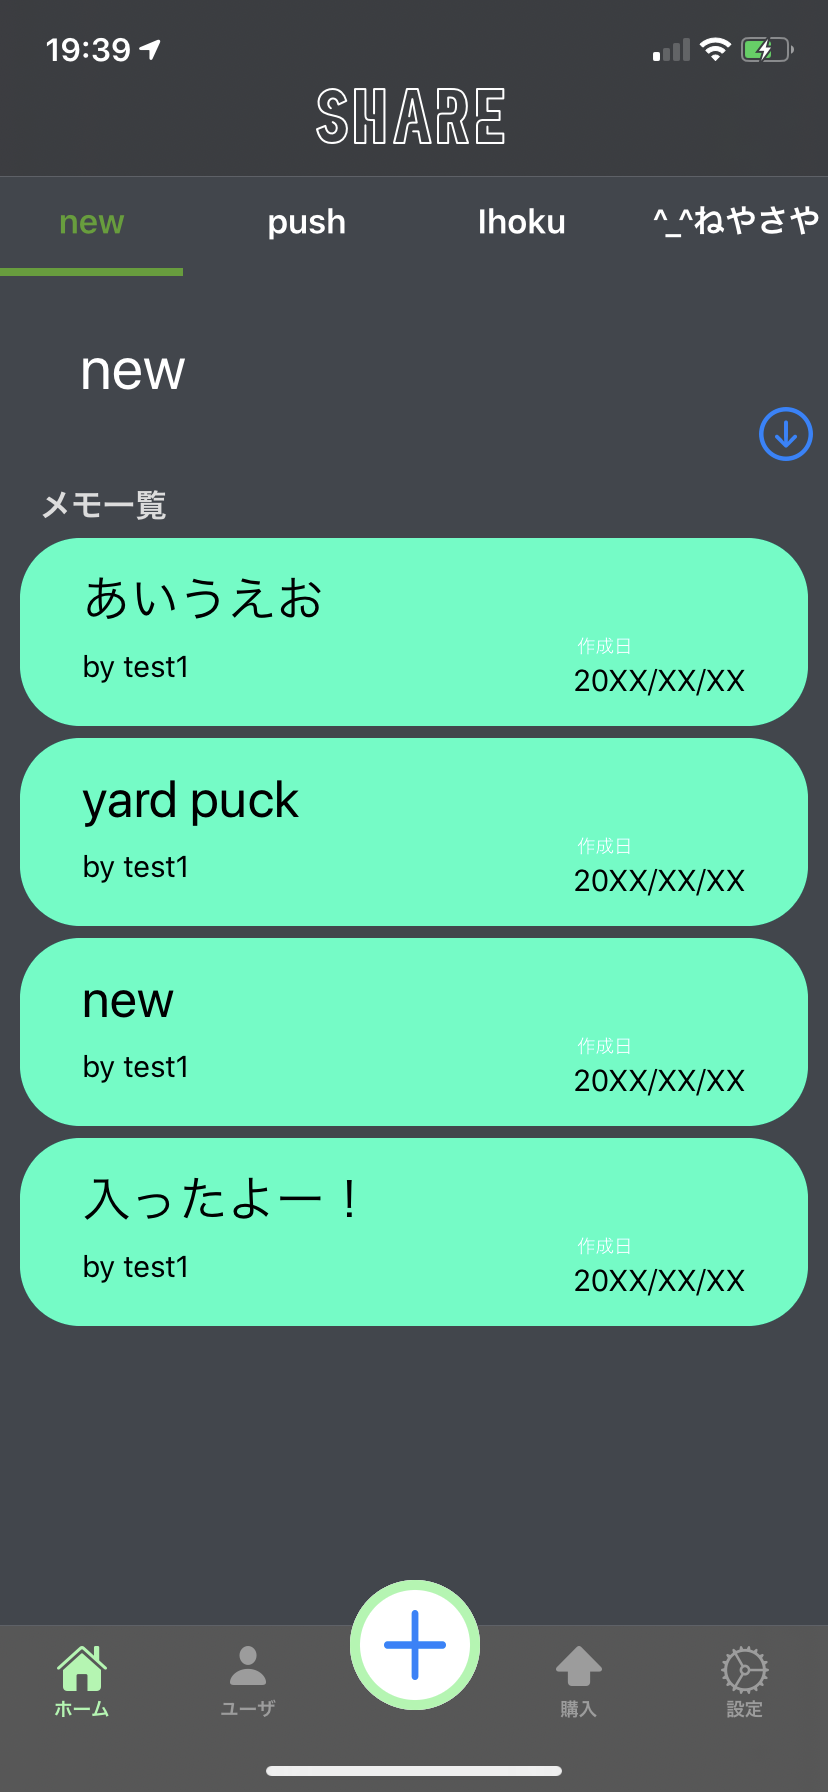 19:39
SHARE
new push Ihoku ^_^ねやさや
new
メモ一覧
あいうえお
by test1
作成日
20XX/XX/XX
yard puck
by test1
作成日
20XX/XX/XX
new
by test1
作成日
20XX/XX/XX
入ったよー！
by test1
作成日
20XX/XX/XX
ホーム ユーザ 購入 設定